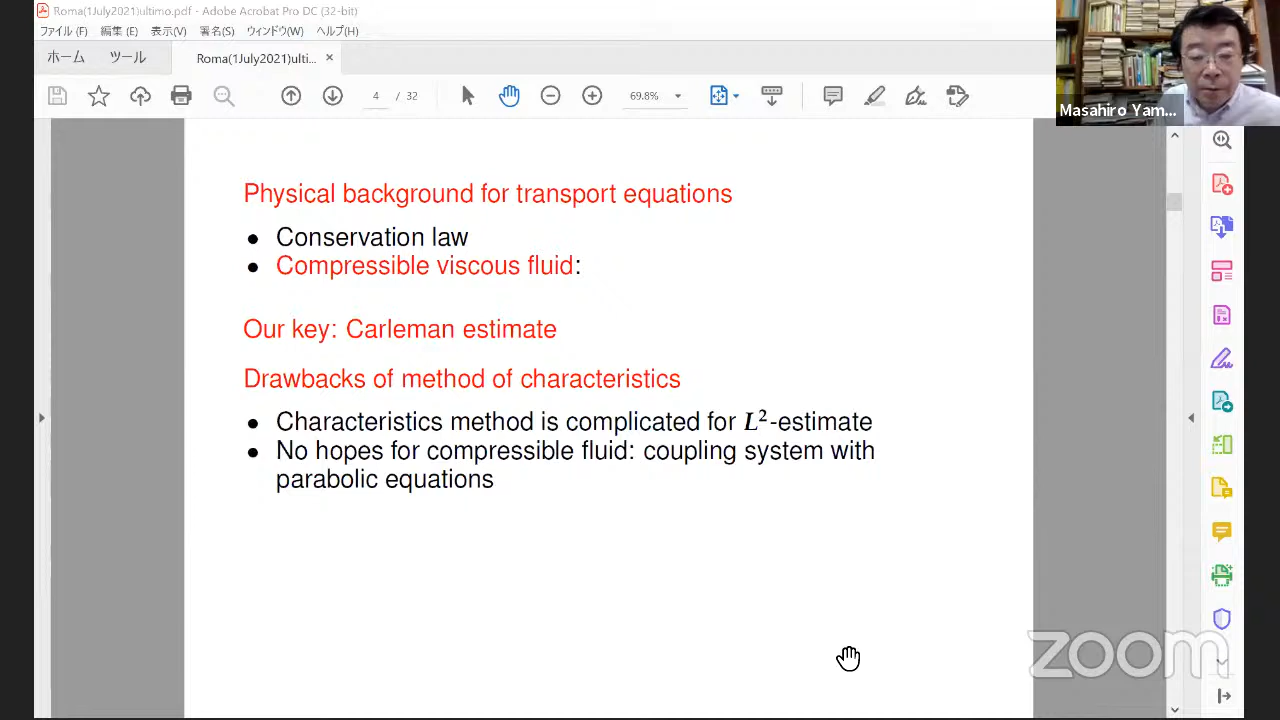 Roma(1July2021)ultimo.pdf - Adobe Acrobat Pro DC (32-bit)
ファイル(F) 編集(E) 表示(V) 署名(S) ウィンドウ(W) ヘルプ(H)
ホーム ツール Roma(1July2021)ulti... ×
4 / 32 69.8%
Masahiro Yam...
Physical background for transport equations
● Conservation law
● Compressible viscous fluid:
Our key: Carleman estimate
Drawbacks of method of characteristics
● Characteristics method is complicated for L²-estimate
● No hopes for compressible fluid: coupling system with
parabolic equations
zoom